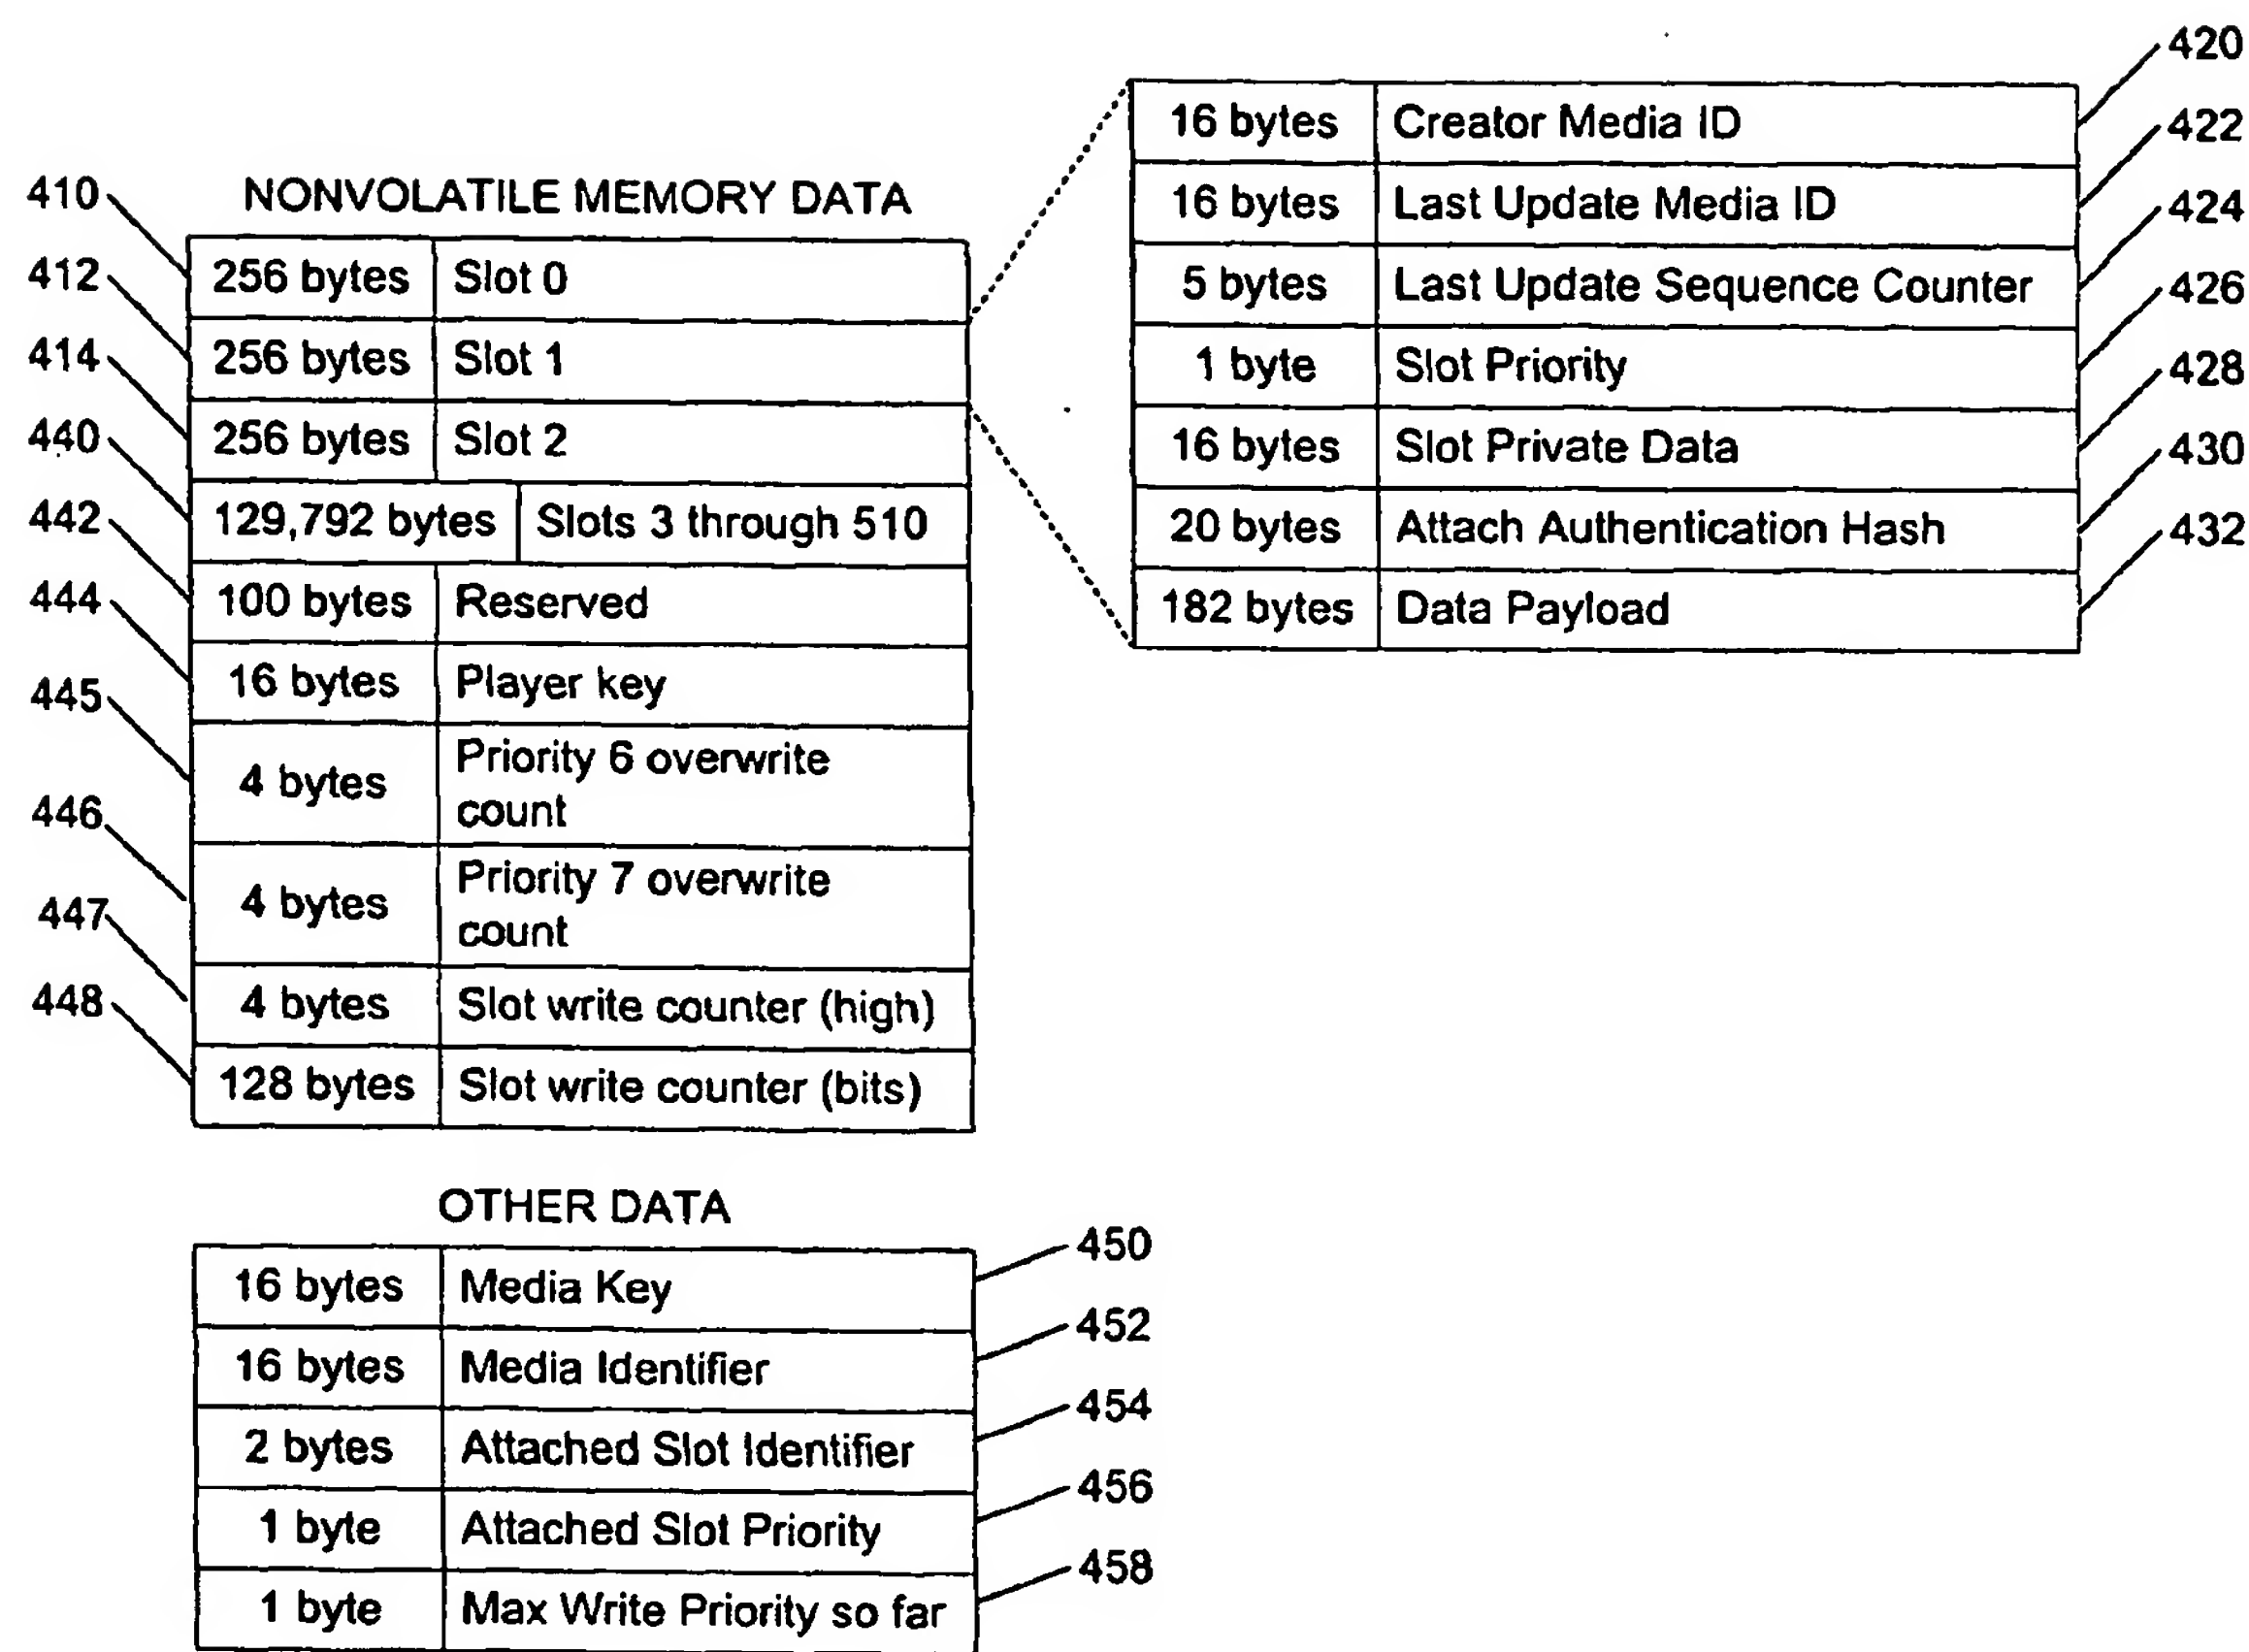 NONVOLATILE MEMORY DATA
410 256 bytes Slot 0
412 256 bytes Slot 1
414 256 bytes Slot 2
440 129,792 bytes Slots 3 through 510
442 100 bytes Reserved
444 16 bytes Player key
445 4 bytes Priority 6 overwrite
count
446 4 bytes Priority 7 overwrite
count
447 4 bytes Slot write counter (high)
448 128 bytes Slot write counter (bits)
16 bytes Creator Media ID 420
16 bytes Last Update Media ID 422
5 bytes Last Update Sequence Counter 424
1 byte Slot Priority 426
16 bytes Slot Private Data 428
20 bytes Attach Authentication Hash 430
182 bytes Data Payload 432
OTHER DATA
16 bytes Media Key 450
16 bytes Media Identifier 452
2 bytes Attached Slot Identifier 454
1 byte Attached Slot Priority 456
1 byte Max Write Priority so far 458